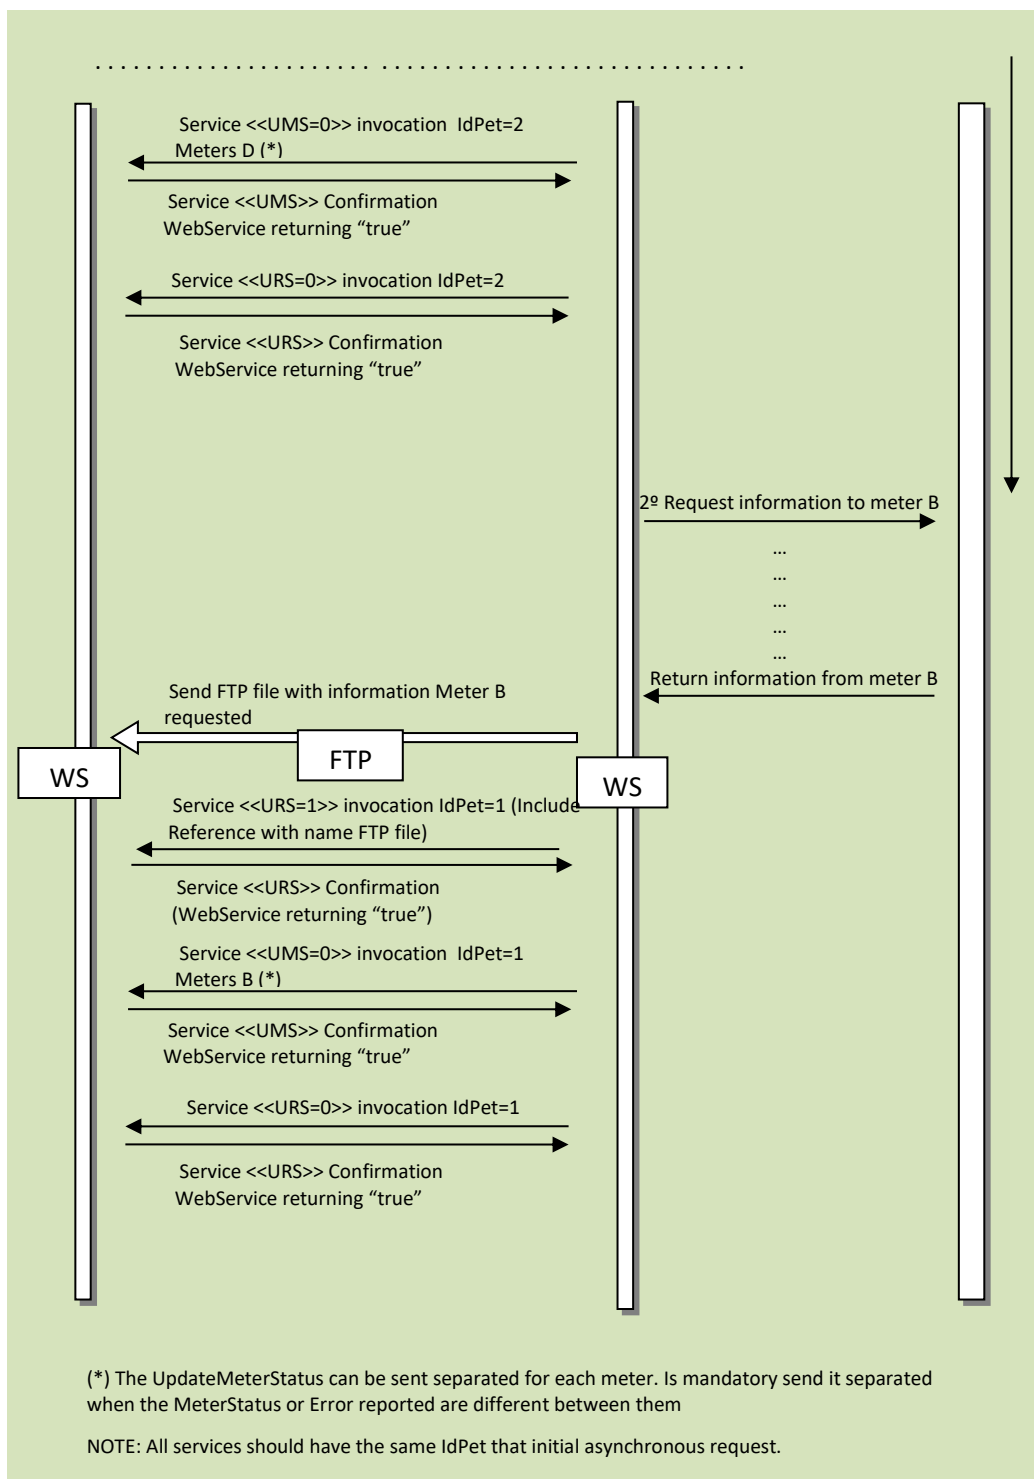 . . . . . . . . . . . . . . . . . . . . . . . . . . . . . . . . . . . . . . . . . . . . . . . . . . .
Service <<UMS=0>> invocation IdPet=2
Meters D (*)
Service <<UMS>> Confirmation
WebService returning “true”
Service <<URS=0>> invocation IdPet=2
Service <<URS>> Confirmation
WebService returning “true”
2º Request information to meter B
...
...
...
...
...
Return information from meter B
Send FTP file with information Meter B
requested
FTP
WS
WS
Service <<URS=1>> invocation IdPet=1 (Include
Reference with name FTP file)
Service <<URS>> Confirmation
(WebService returning “true”)
Service <<UMS=0>> invocation IdPet=1
Meters B (*)
Service <<UMS>> Confirmation
WebService returning “true”
Service <<URS=0>> invocation IdPet=1
Service <<URS>> Confirmation
WebService returning “true”
(*) The UpdateMeterStatus can be sent separated for each meter. Is mandatory send it separated
when the MeterStatus or Error reported are different between them
NOTE: All services should have the same IdPet that initial asynchronous request.